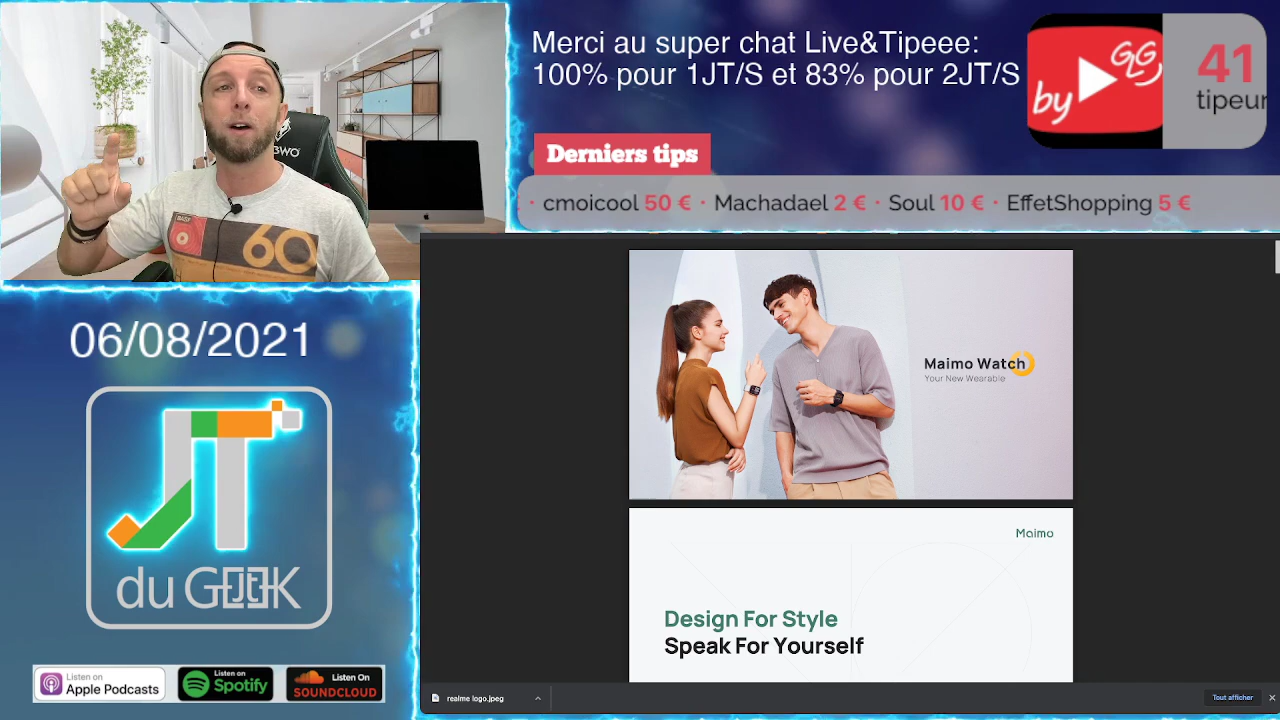 Merci au super chat Live&Tipeee:
100% pour 1JT/S et 83% pour 2JT/S
by GLG
41
tipeur
Derniers tips
· cmoicool 50 € · Machadael 2 € · Soul 10 € · EffetShopping 5 €
60
06/08/2021
JT
du GEEK
Listen on
Apple Podcasts
Listen on
Spotify
Listen On
SOUNDCLOUD
Maimo Watch
Your New Wearable
Maimo
Design For Style
Speak For Yourself
realme logo.jpeg
Tout afficher